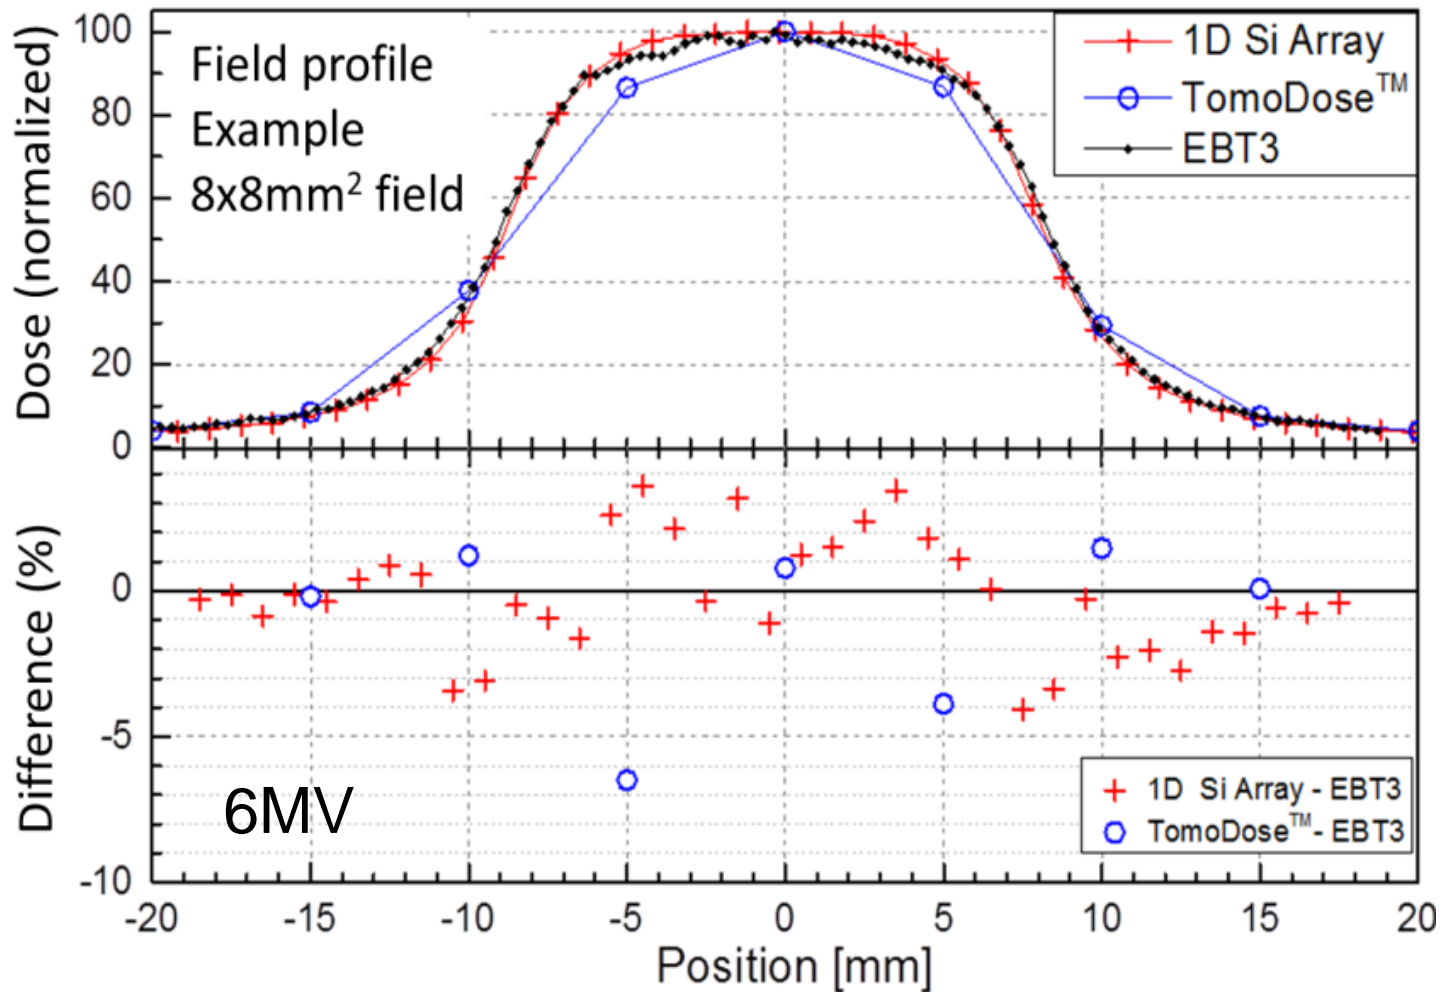 Dose (normalized)
100
80
60
40
20
0
Field profile
Example
8x8mm² field
1D Si Array
TomoDose™
EBT3
Difference (%)
0
-5
-10
6MV
1D Si Array - EBT3
TomoDose™- EBT3
-20 -15 -10 -5 0 5 10 15 20
Position [mm]